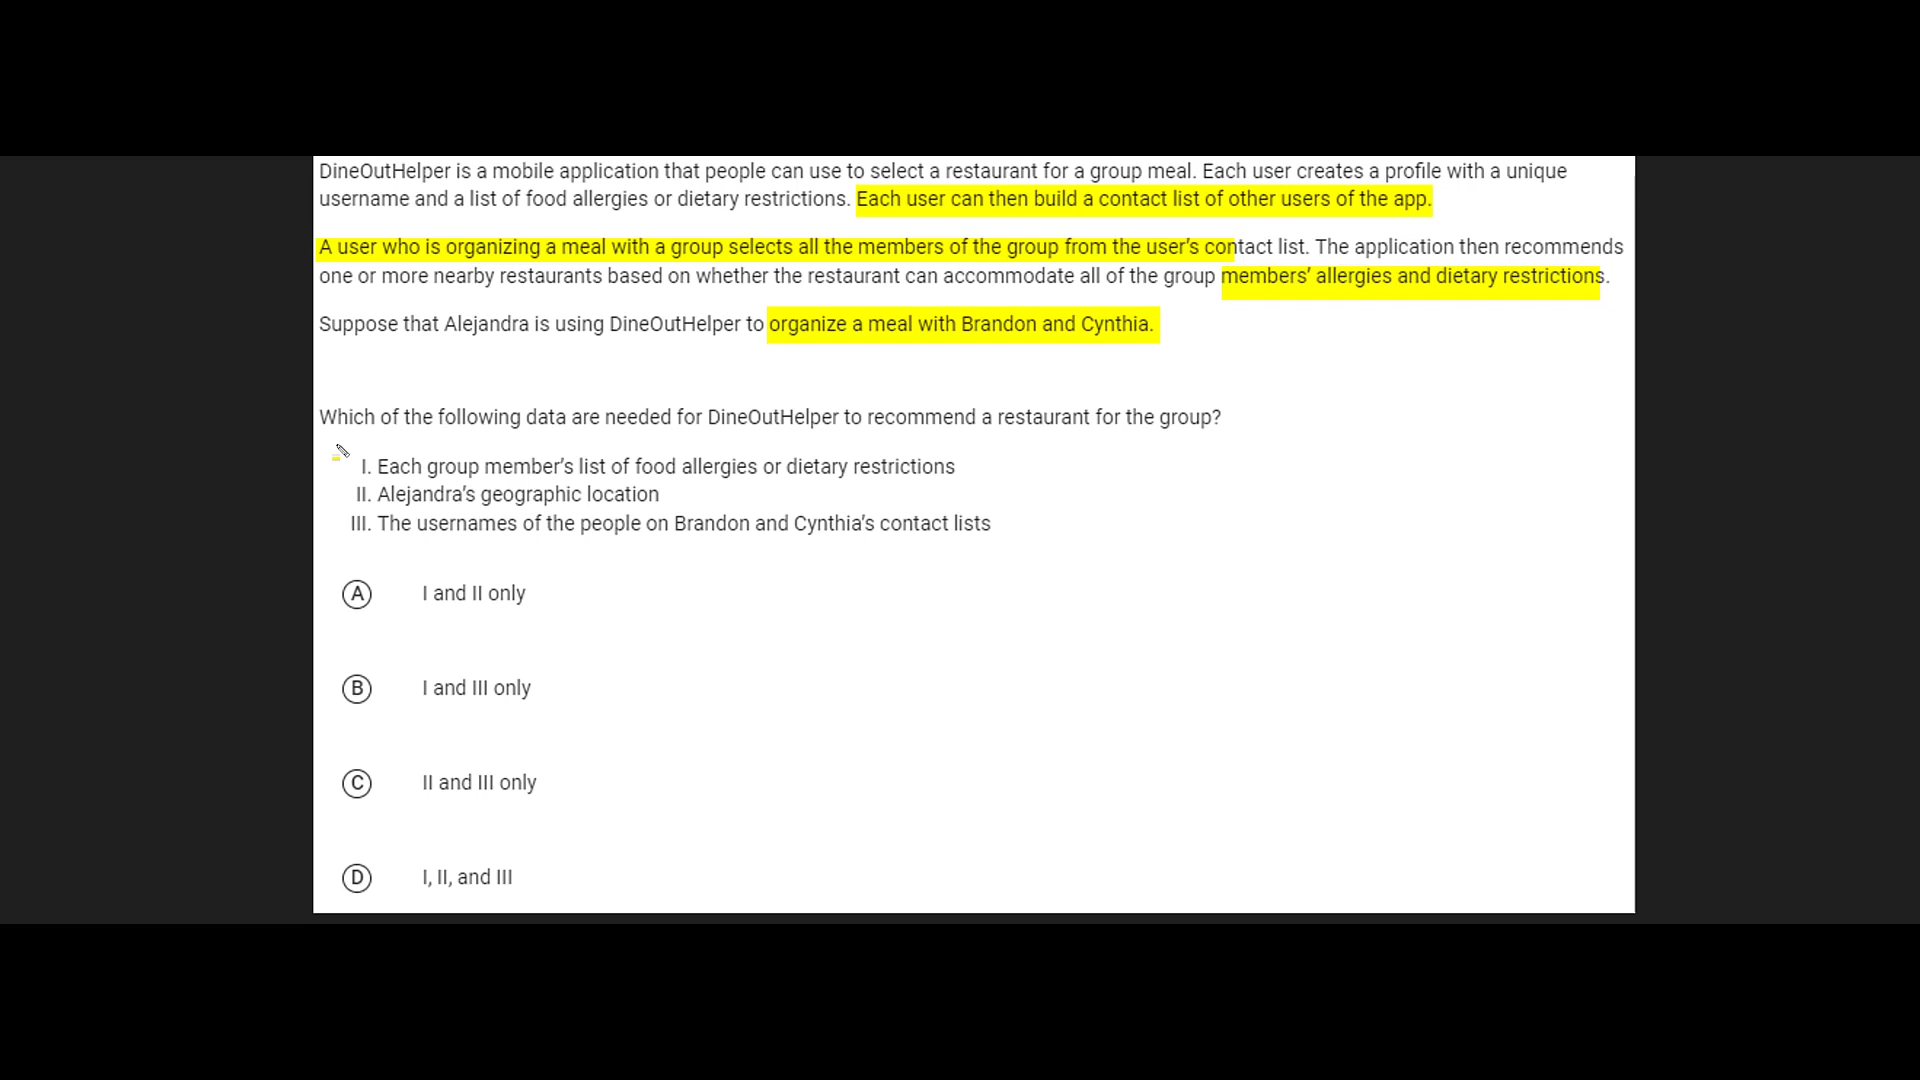 DineOutHelper is a mobile application that people can use to select a restaurant for a group meal. Each user creates a profile with a unique
username and a list of food allergies or dietary restrictions. Each user can then build a contact list of other users of the app.
A user who is organizing a meal with a group selects all the members of the group from the user’s contact list. The application then recommends
one or more nearby restaurants based on whether the restaurant can accommodate all of the group members’ allergies and dietary restrictions.
Suppose that Alejandra is using DineOutHelper to organize a meal with Brandon and Cynthia.
Which of the following data are needed for DineOutHelper to recommend a restaurant for the group?
I. Each group member’s list of food allergies or dietary restrictions
II. Alejandra’s geographic location
III. The usernames of the people on Brandon and Cynthia’s contact lists
A I and II only
B I and III only
C II and III only
D I, II, and III